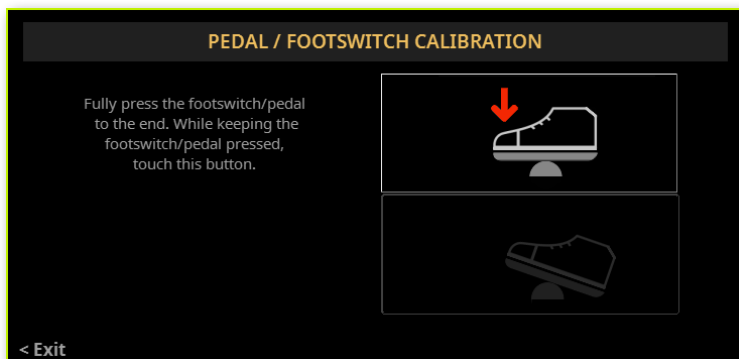 PEDAL / FOOTSWITCH CALIBRATION
Fully press the footswitch/pedal
to the end. While keeping the
footswitch/pedal pressed,
touch this button.
< Exit